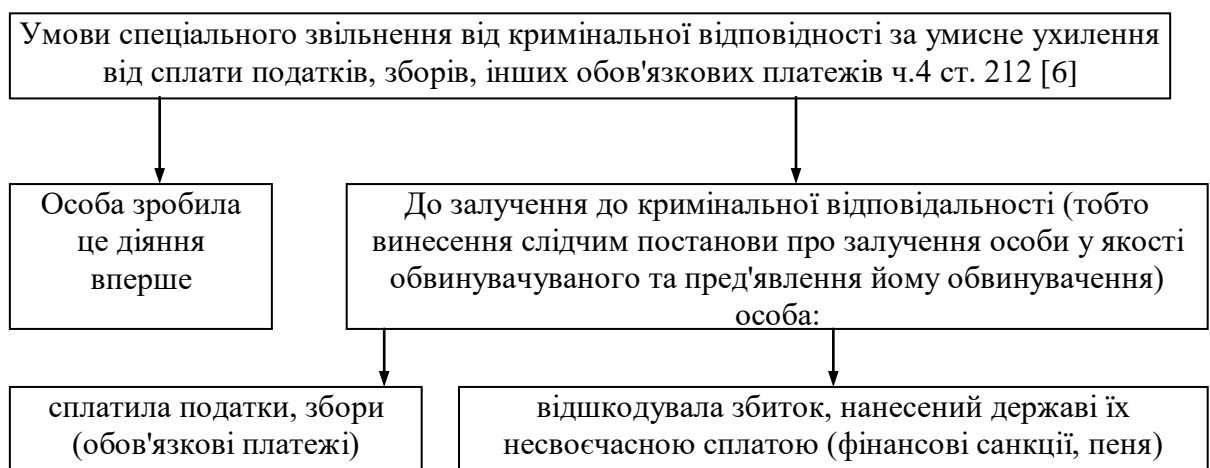 Умови спеціального звільнення від кримінальної відповідності за умисне ухилення
від сплати податків, зборів, інших обов'язкових платежів ч.4 ст. 212 [6]
Особа зробила
це діяння
вперше
До залучення до кримінальної відповідальності (тобто
винесення слідчим постанови про залучення особи у якості
обвинувачуваного та пред'явлення йому обвинувачення)
особа:
сплатила податки, збори
(обов'язкові платежі)
відшкодувала збиток, нанесений державі їх
несвоєчасною сплатою (фінансові санкції, пеня)